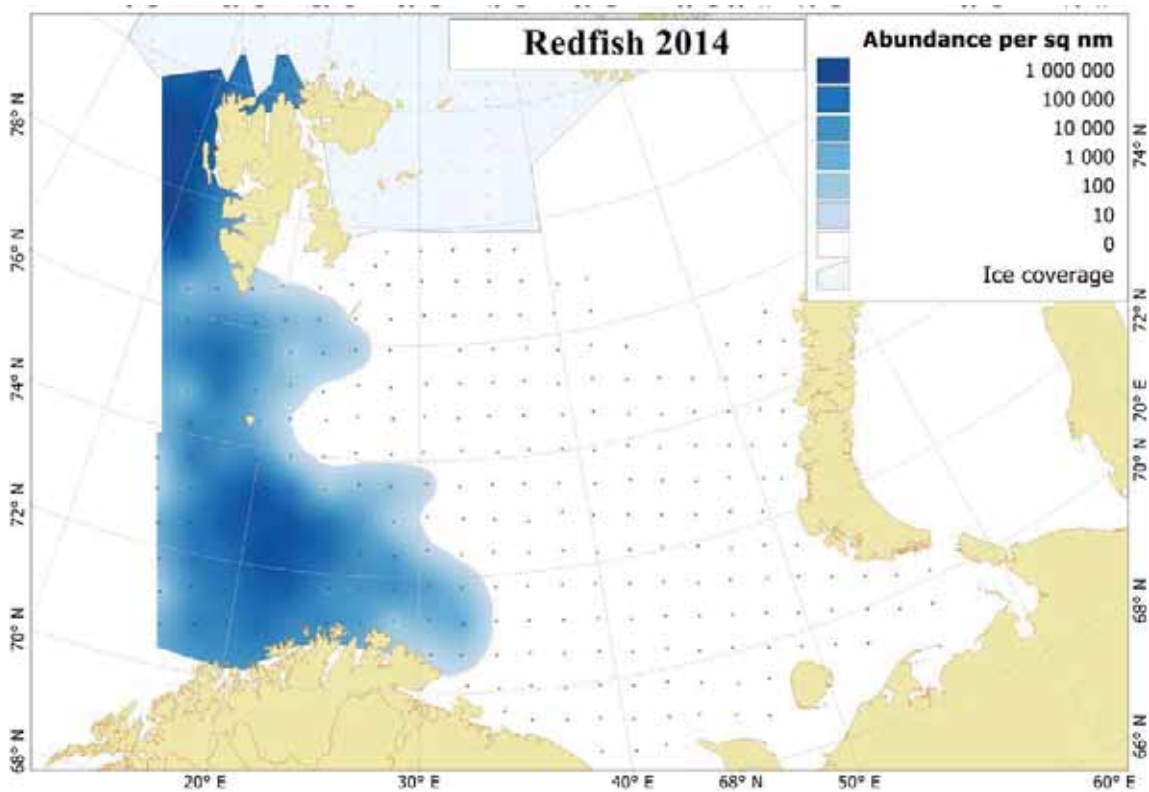 Redfish 2014
Abundance per sq nm
1 000 000
100 000
10 000
1 000
100
10
0
Ice coverage
78° N
76° N
74° N
72° N
70° N
68° N
74° N
72° N
70° E
70° N
68° N
66° N
20° E
30° E
40° E
68° N
50° E
60° E